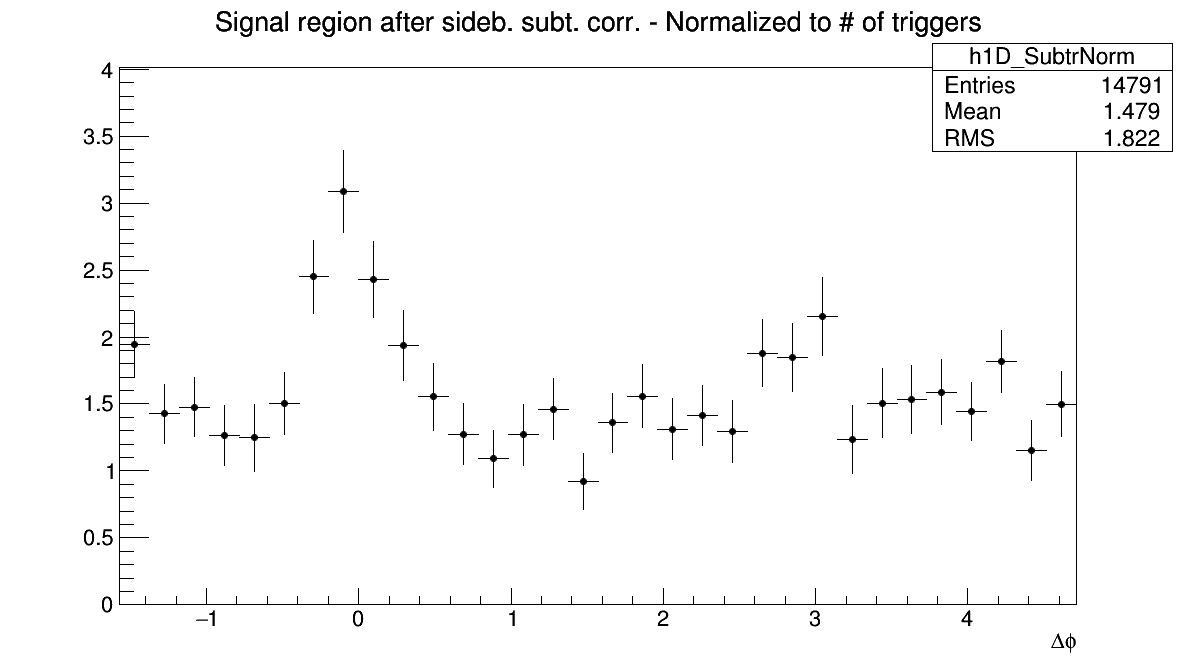 Signal region after sideb. subt. corr. - Normalized to # of triggers
h1D_SubtrNorm
Entries 14791
Mean 1.479
RMS 1.822
4
3.5
3
2.5
2
1.5
1
0.5
0
−1 0 1 2 3 4
Δϕ